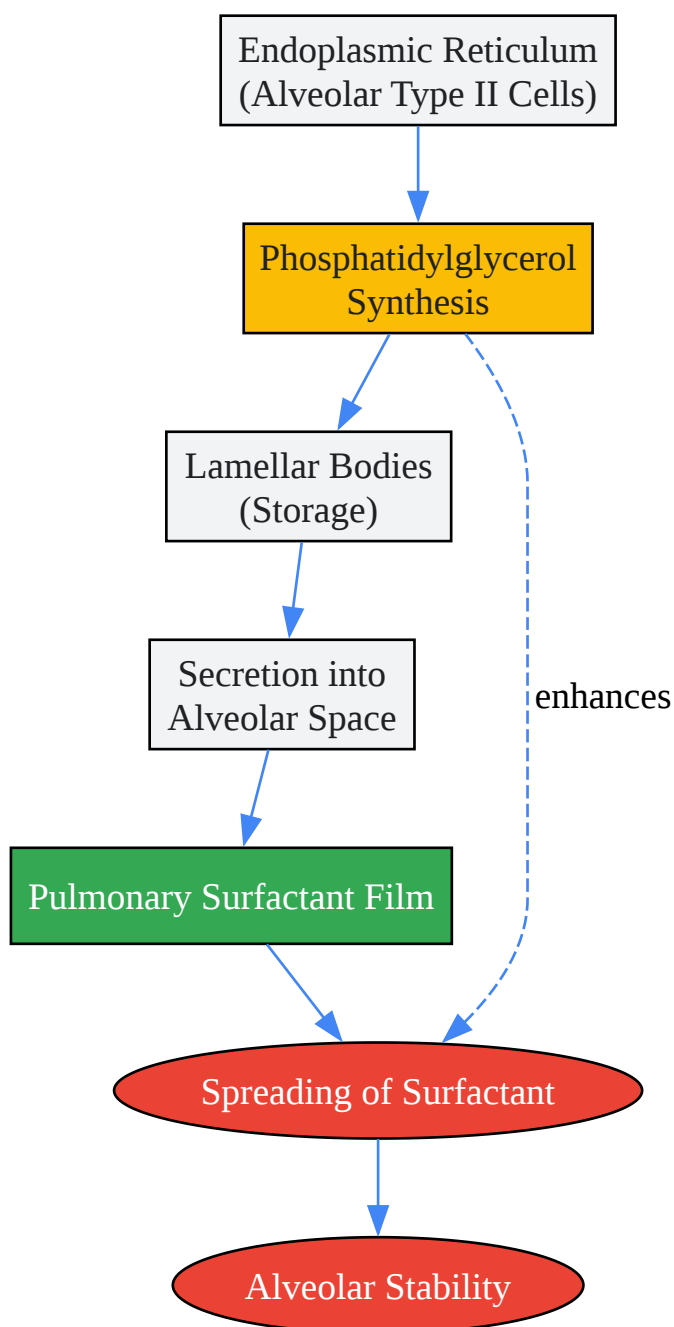 Endoplasmic Reticulum
(Alveolar Type II Cells)
Phosphatidylglycerol
Synthesis
Lamellar Bodies
(Storage)
Secretion into
Alveolar Space
enhances
Pulmonary Surfactant Film
Spreading of Surfactant
Alveolar Stability